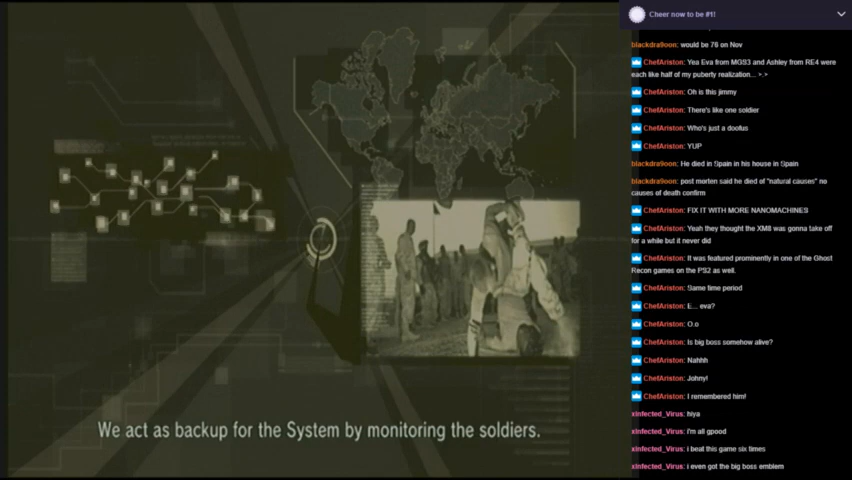 Cheer now to be #1!
blackdra9oon: would be 76 on Nov
ChefAriston: Yea Eva from MGS3 and Ashley from RE4 were
each like half of my puberty realization... >.>
ChefAriston: Oh is this jimmy
ChefAriston: There's like one soldier
ChefAriston: Who's just a doofus
ChefAriston: YUP
blackdra9oon: He died in Spain in his house in Spain
blackdra9oon: post morten said he died of "natural causes" no
causes of death confirm
ChefAriston: FIX IT WITH MORE NANOMACHINES
ChefAriston: Yeah they thought the XM8 was gonna take off
for a while but it never did
ChefAriston: It was featured prominently in one of the Ghost
Recon games on the PS2 as well.
ChefAriston: Same time period
ChefAriston: E... eva?
ChefAriston: O.o
ChefAriston: Is big boss somehow alive?
ChefAriston: Nahhh
ChefAriston: Johny!
ChefAriston: I remembered him!
xInfected_Virus: hiya
xInfected_Virus: i'm all gpood
xInfected_Virus: i beat this game six times
xInfected_Virus: i even got the big boss emblem
We act as backup for the System by monitoring the soldiers.